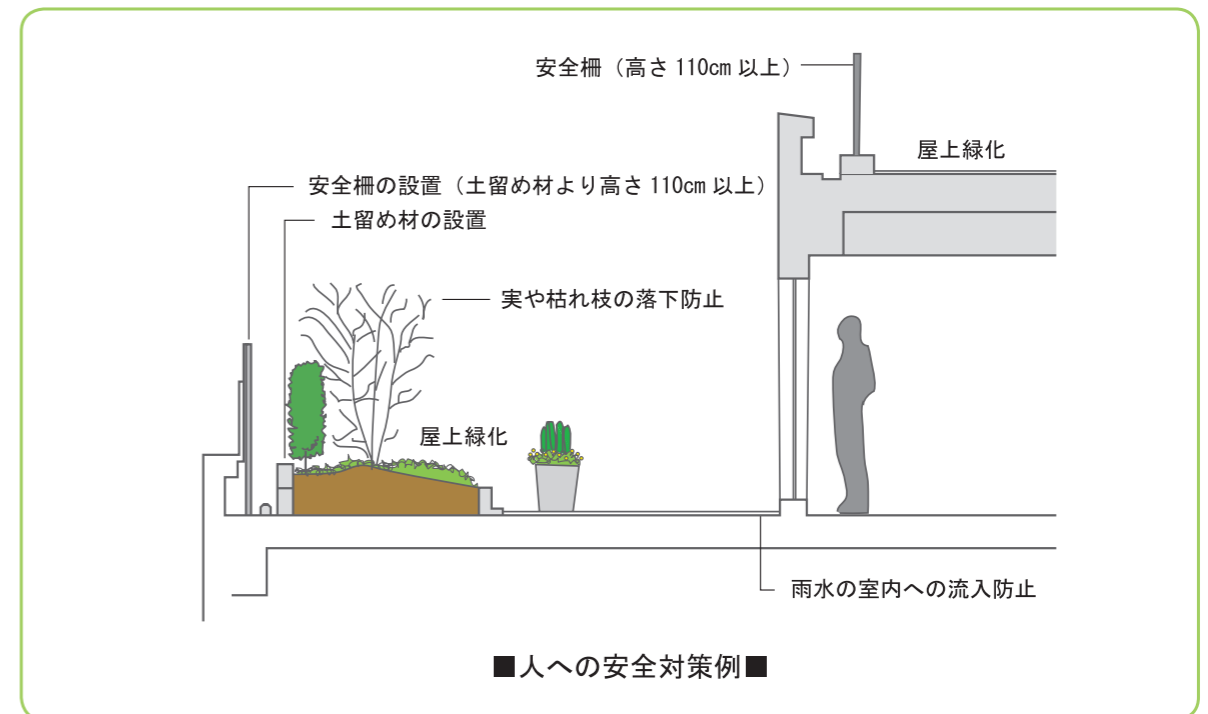 安全柵（高さ 110cm 以上）
屋上緑化
安全柵の設置（土留め材より高さ 110cm 以上）
土留め材の設置
実や枯れ枝の落下防止
屋上緑化
雨水の室内への流入防止
■人への安全対策例■